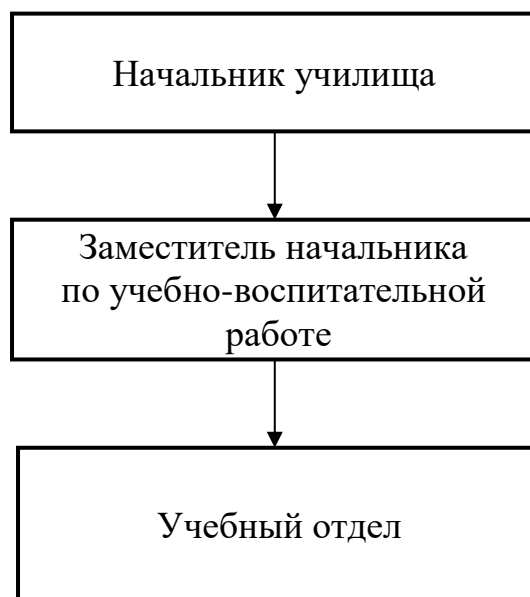 Начальник училища
Заместитель начальника
по учебно-воспитательной
работе
Учебный отдел